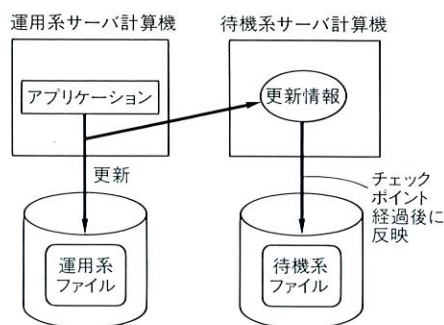 運用系サーバ計算機
待機系サーバ計算機
アプリケーション
更新情報
更新
チェック
ポイント
経過後に
反映
運用系
ファイル
待機系
ファイル